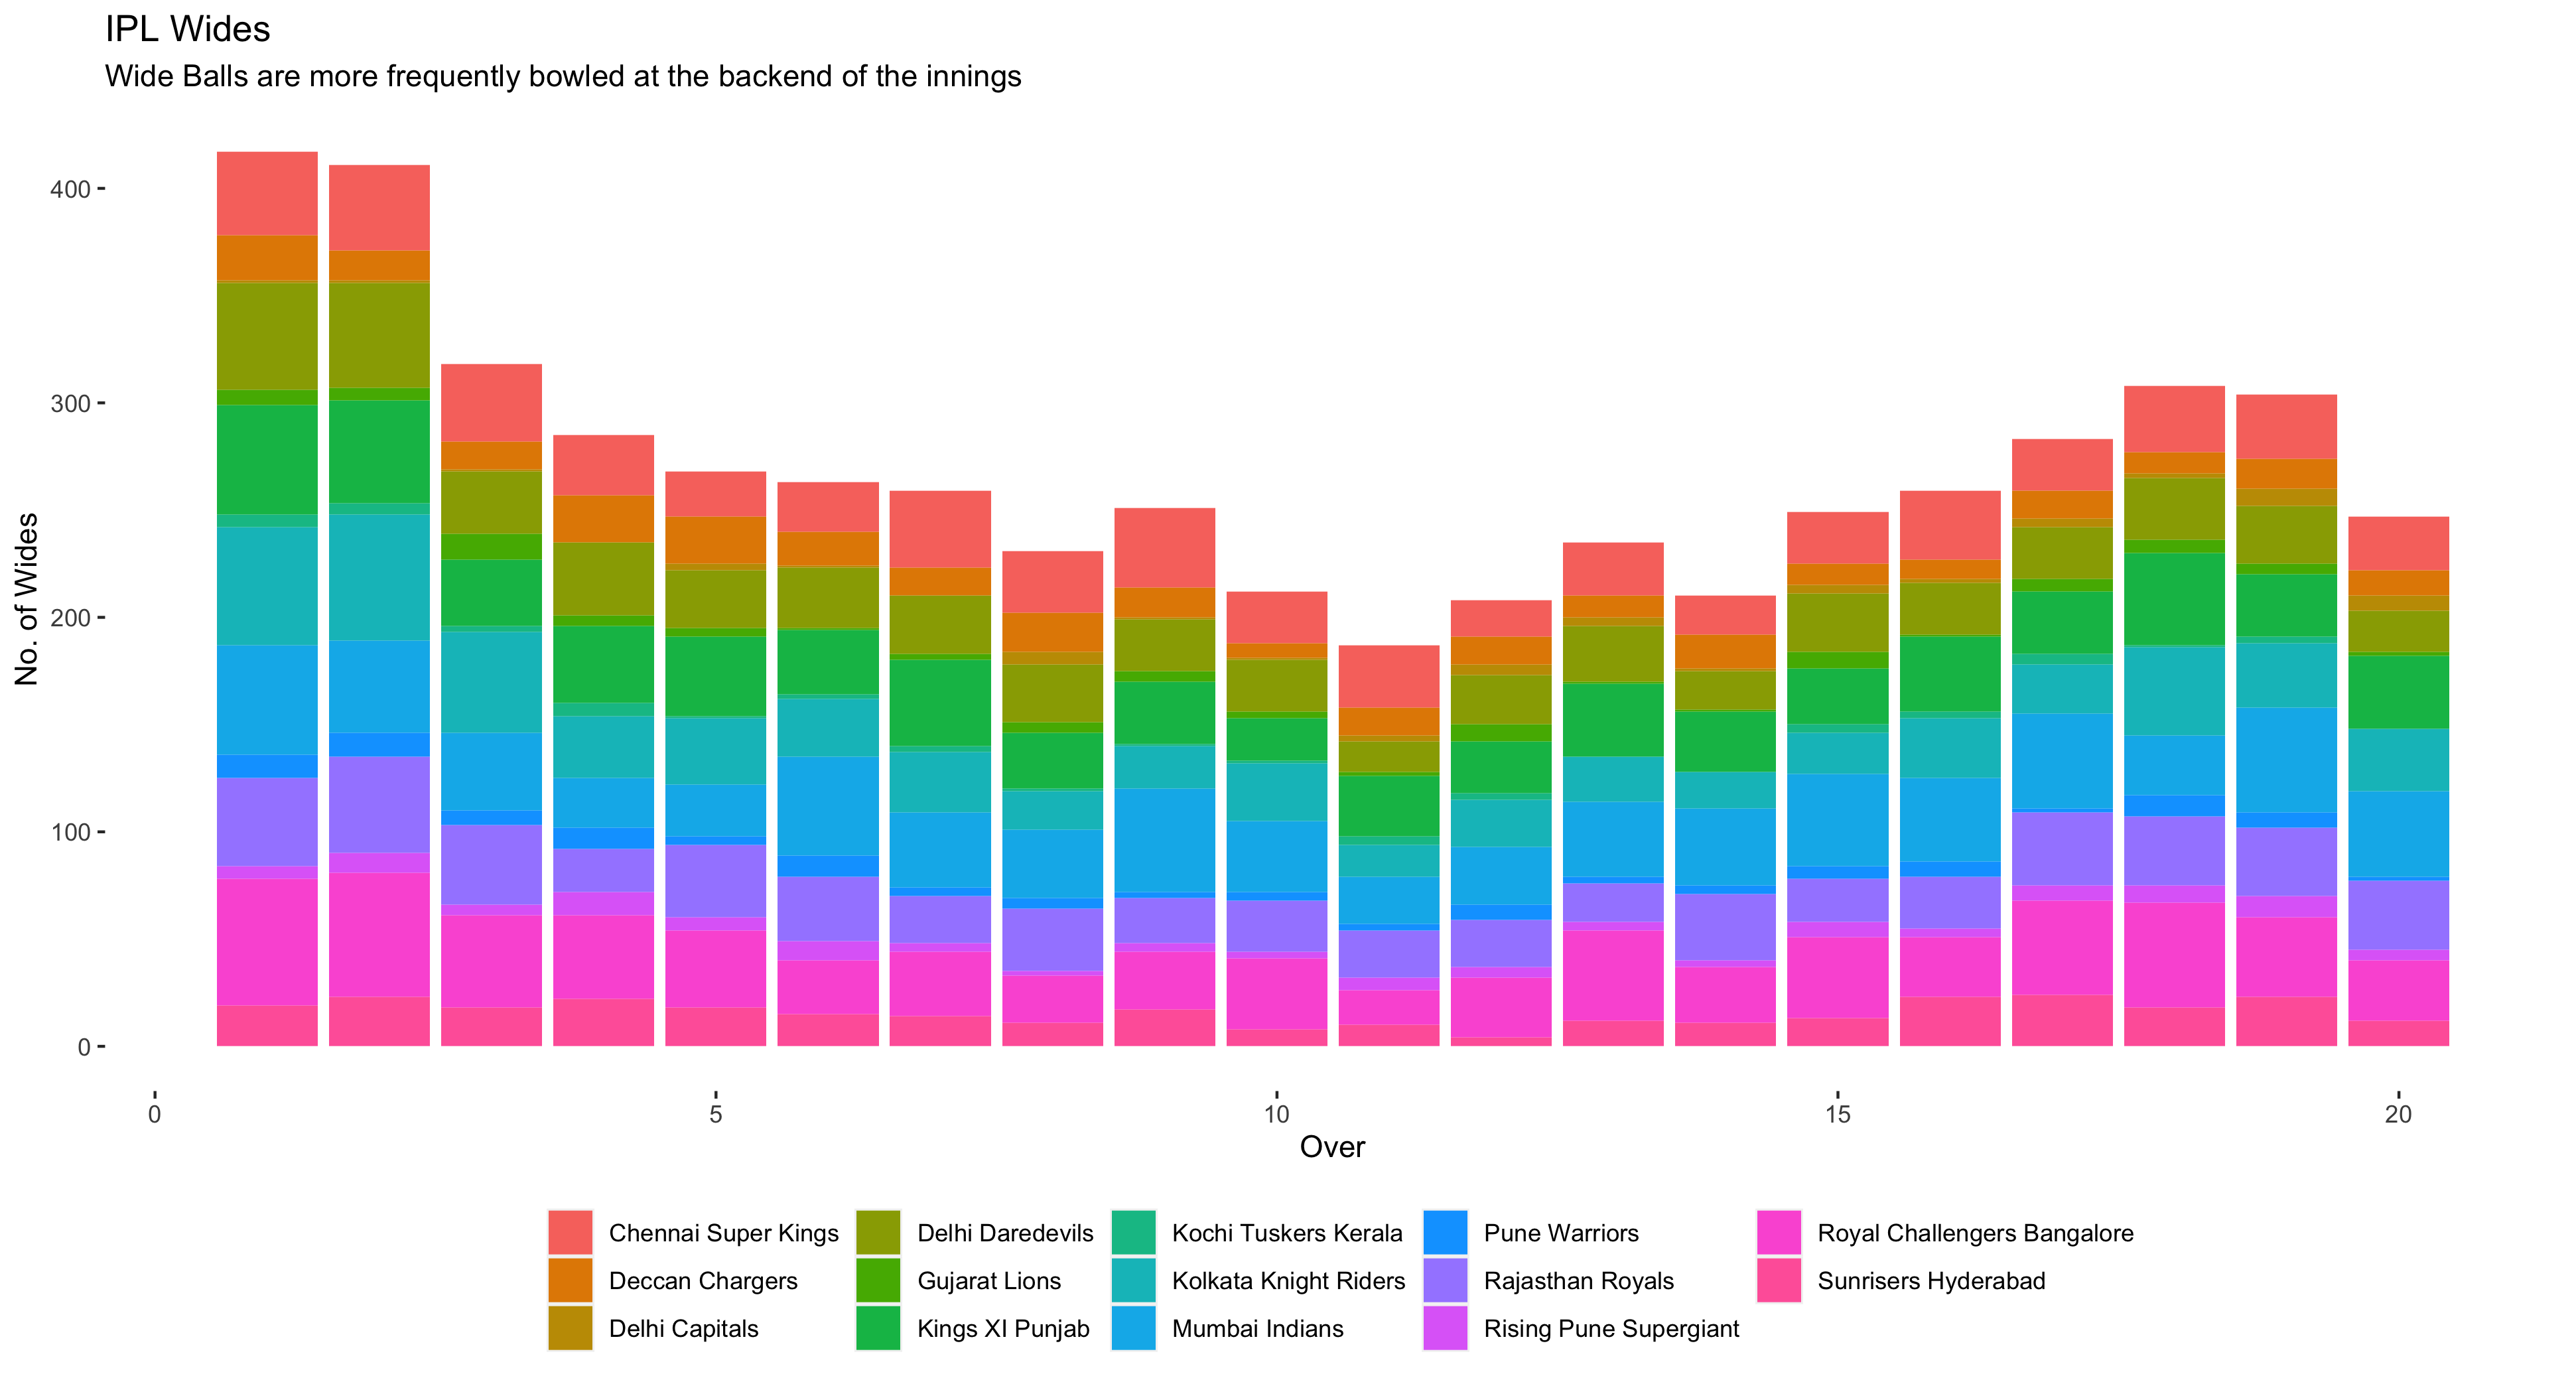 IPL Wides
Wide Balls are more frequently bowled at the backend of the innings
No. of Wides
400
300
200
100
0
0 5 10 15 20
Over
Chennai Super Kings Delhi Daredevils Kochi Tuskers Kerala Pune Warriors Royal Challengers Bangalore
Deccan Chargers Gujarat Lions Kolkata Knight Riders Rajasthan Royals Sunrisers Hyderabad
Delhi Capitals Kings XI Punjab Mumbai Indians Rising Pune Supergiant